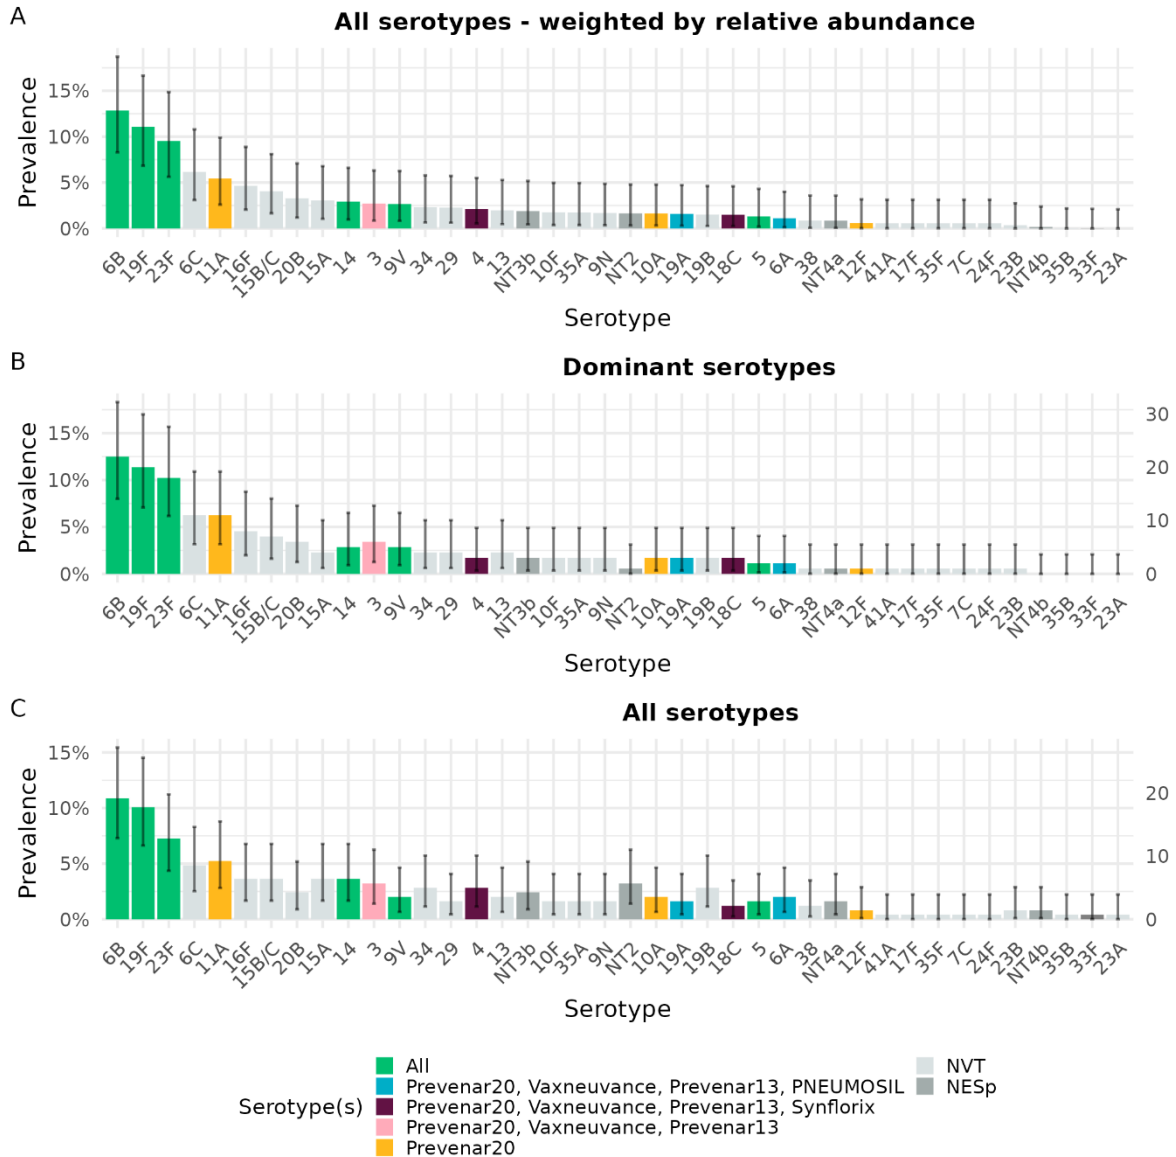 A
All serotypes - weighted by relative abundance
Prevalence
15%
10%
5%
0%
6B 19F 23F 6C 11A 16F 15B/C 20B 15A 14 3 9V 34 29 4 13 NT3b 10F 35A 9N NT2 10A 19A 19B 18C 5 6A 38 NT4a 12F 41A 17F 35F 7C 24F 23B NT4b 35B 33F 23A
Serotype
B
Dominant serotypes
Prevalence
15%
10%
5%
0%
30
20
10
0
6B 19F 23F 6C 11A 16F 15B/C 20B 15A 14 3 9V 34 29 4 13 NT3b 10F 35A 9N NT2 10A 19A 19B 18C 5 6A 38 NT4a 12F 41A 17F 35F 7C 24F 23B NT4b 35B 33F 23A
Serotype
C
All serotypes
Prevalence
15%
10%
5%
0%
20
10
0
6B 19F 23F 6C 11A 16F 15B/C 20B 15A 14 3 9V 34 29 4 13 NT3b 10F 35A 9N NT2 10A 19A 19B 18C 5 6A 38 NT4a 12F 41A 17F 35F 7C 24F 23B NT4b 35B 33F 23A
Serotype
Serotype(s)
All
Prevenar20, Vaxneuvance, Prevenar13, PNEUMOSIL
Prevenar20, Vaxneuvance, Prevenar13, Synflorix
Prevenar20, Vaxneuvance, Prevenar13
Prevenar20
NVT
NESp